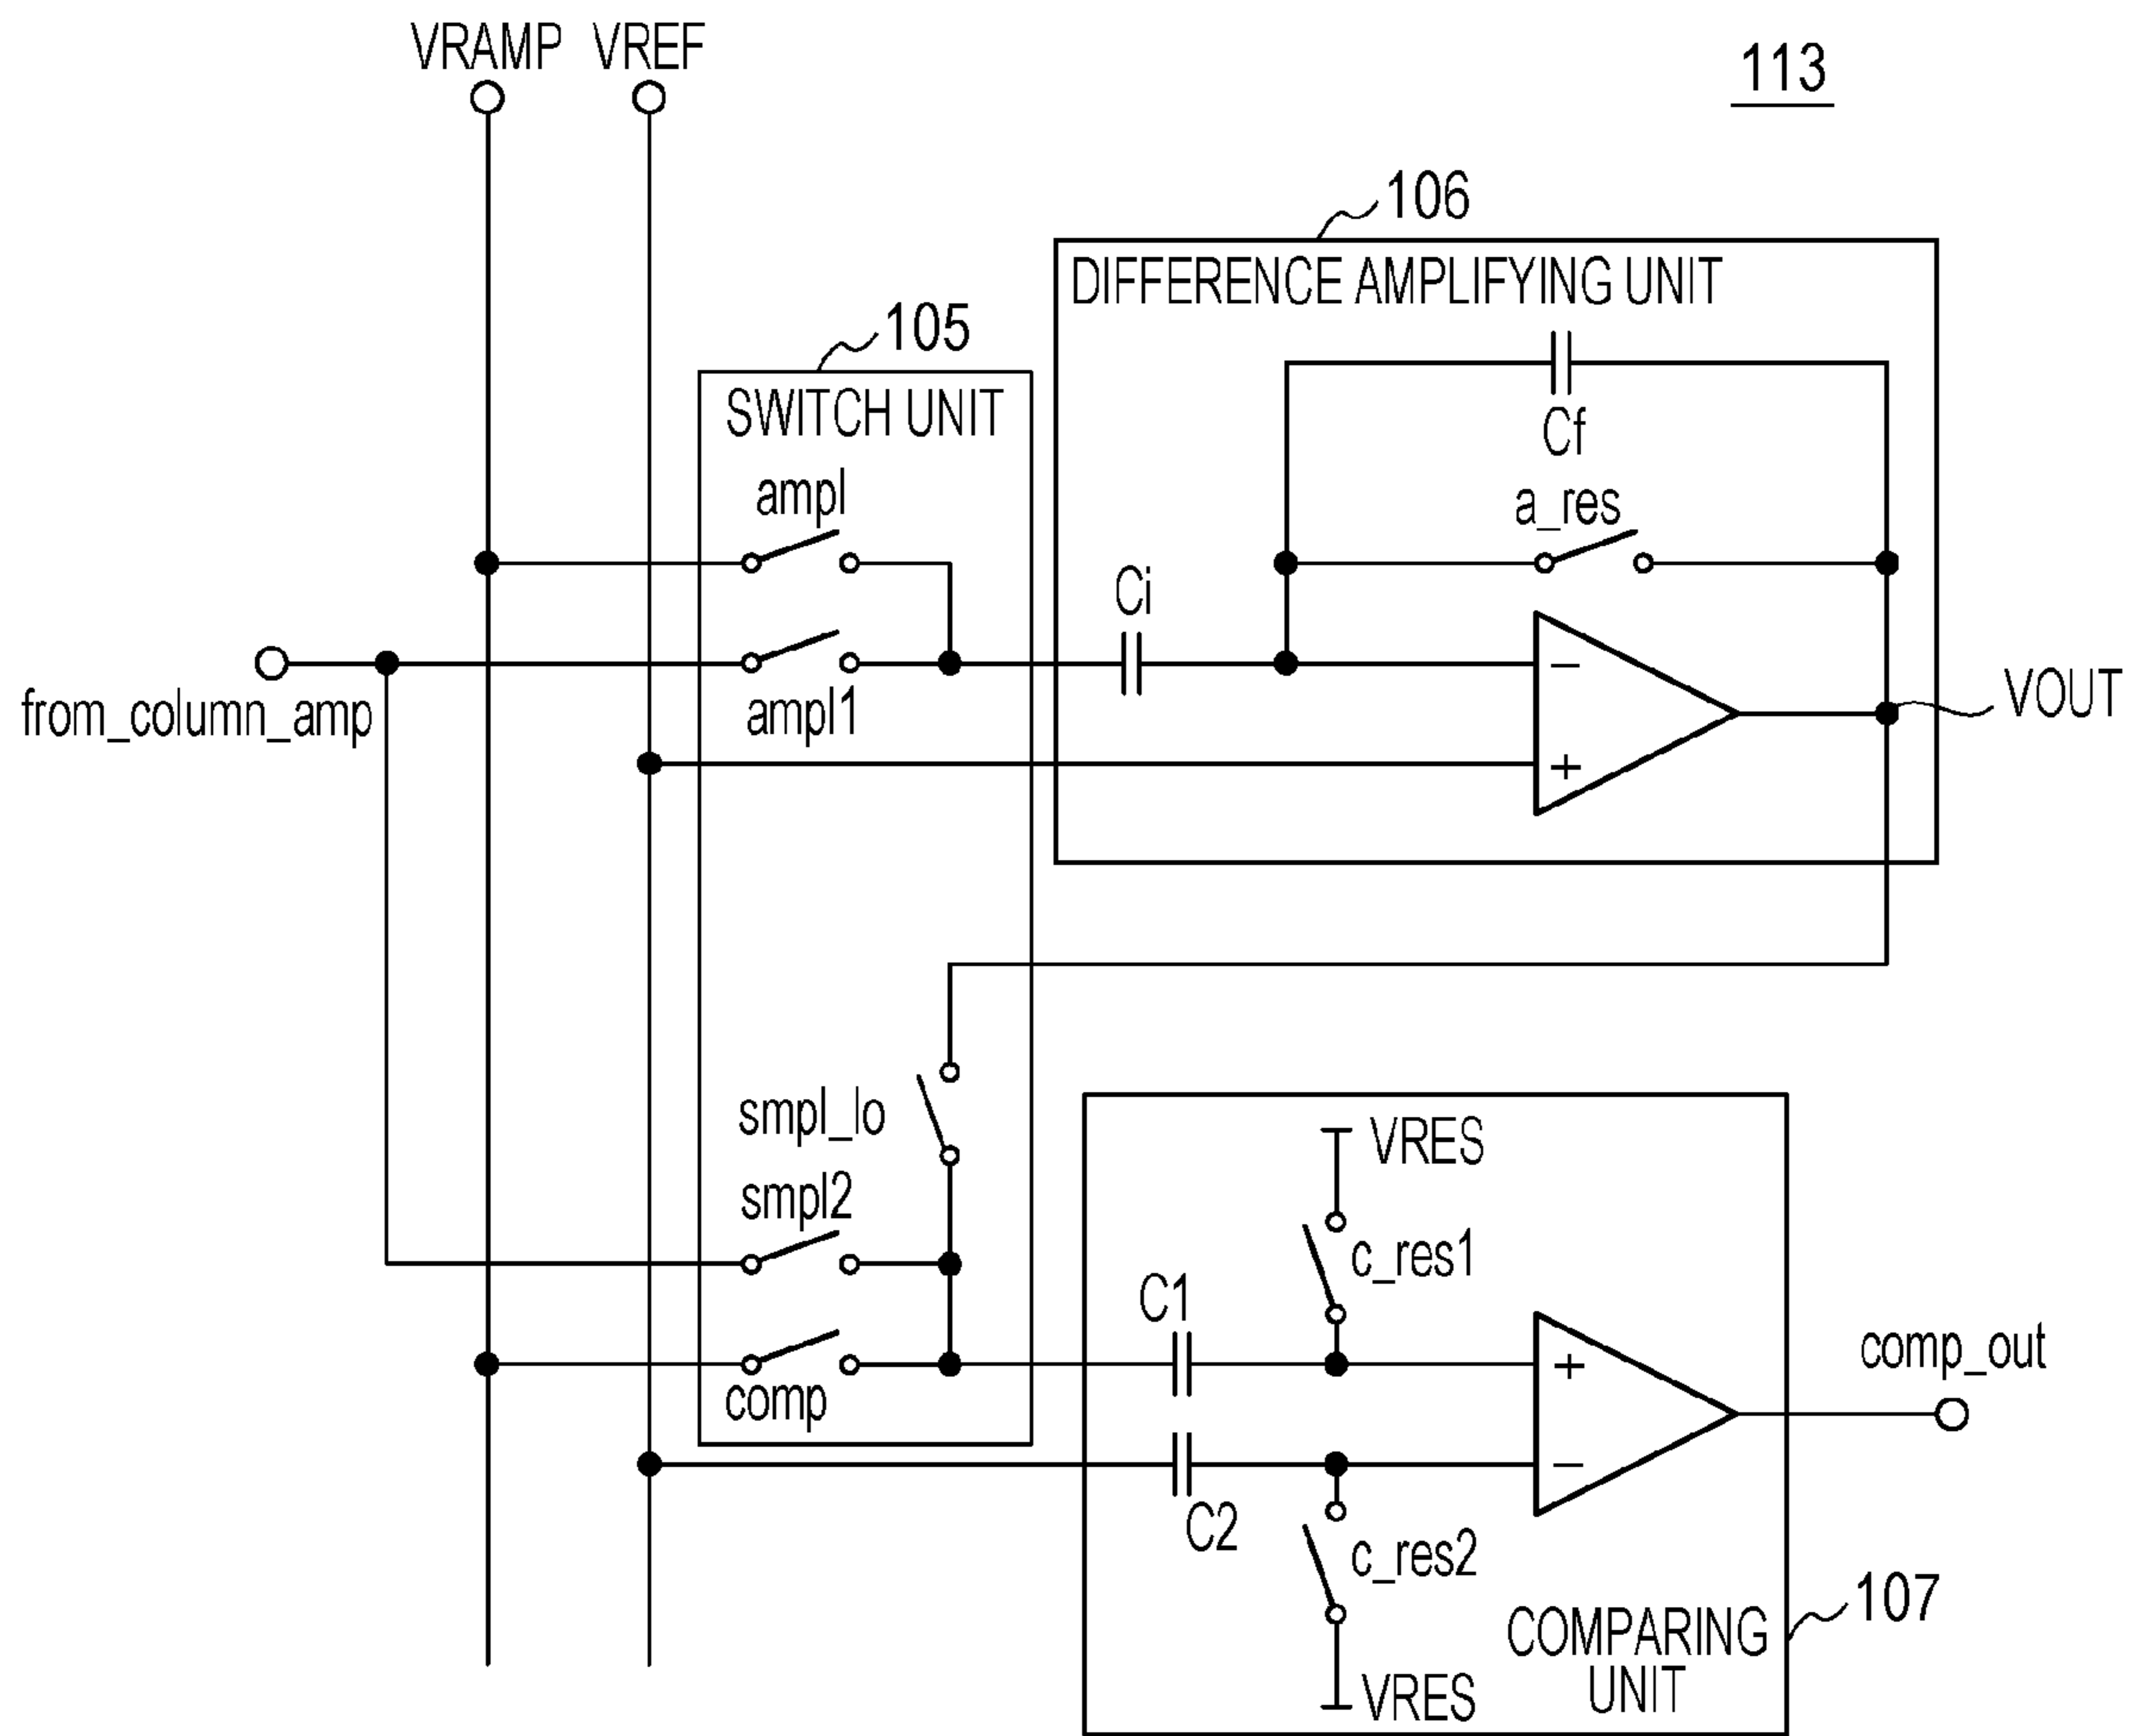 VRAMP VREF
113
106
DIFFERENCE AMPLIFYING UNIT
105
SWITCH UNIT
Cf
ampl
a_res
Ci
from_column_amp
ampl1
−
+
VOUT
smpl_lo
smpl2
comp
VRES
c_res1
C1
+
−
comp_out
C2
c_res2
107
COMPARING
UNIT
VRES